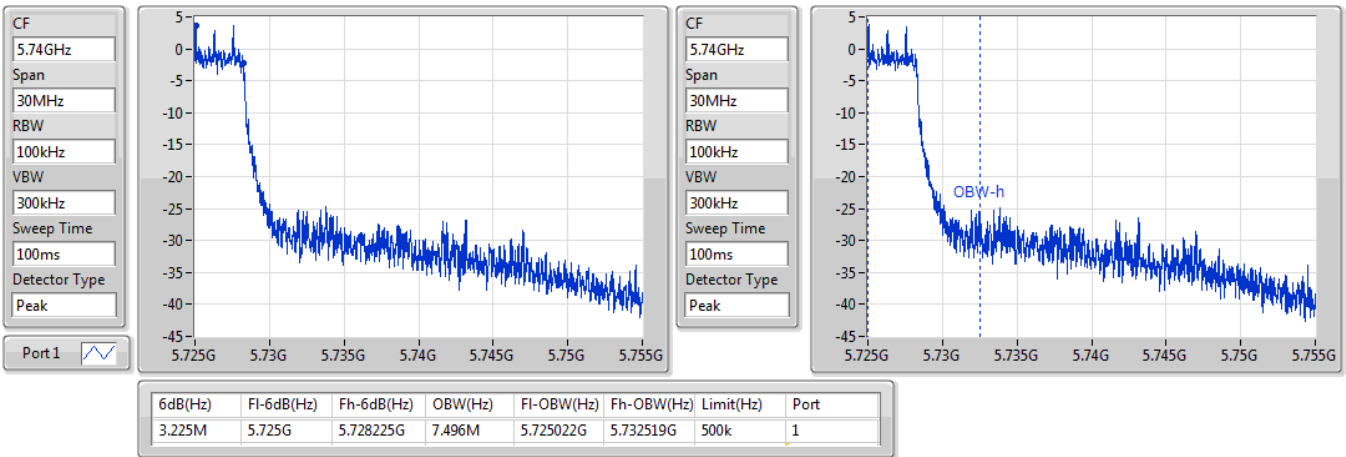 CF
5.74GHz
Span
30MHz
RBW
100kHz
VBW
300kHz
Sweep Time
100ms
Detector Type
Peak
Port 1
5
0
-5
-10
-15
-20
-25
-30
-35
-40
-45
5.725G 5.73G 5.735G 5.74G 5.745G 5.75G 5.755G
CF
5.74GHz
Span
30MHz
RBW
100kHz
VBW
300kHz
Sweep Time
100ms
Detector Type
Peak
5
0
-5
-10
-15
-20
-25
-30
-35
-40
-45
OBW-h
5.725G 5.73G 5.735G 5.74G 5.745G 5.75G 5.755G
6dB(Hz) Fl-6dB(Hz) Fh-6dB(Hz) OBW(Hz) Fl-OBW(Hz) Fh-OBW(Hz) Limit(Hz) Port
3.225M 5.725G 5.728225G 7.496M 5.725022G 5.732519G 500k 1